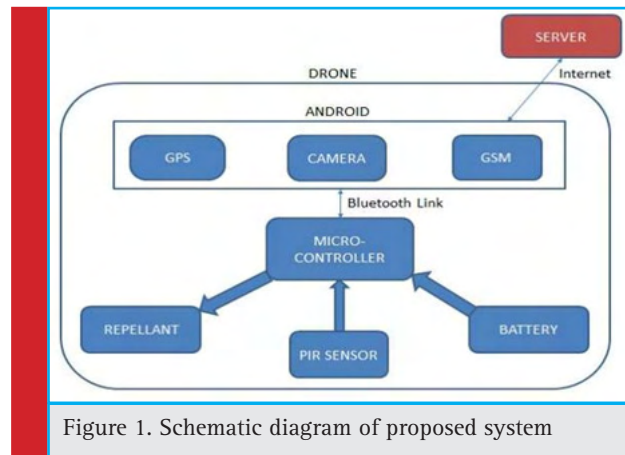 SERVER
DRONE
Internet
ANDROID
GPS
CAMERA
GSM
Bluetooth Link
MICRO-
CONTROLLER
REPELLANT
PIR SENSOR
BATTERY
Figure 1. Schematic diagram of proposed system